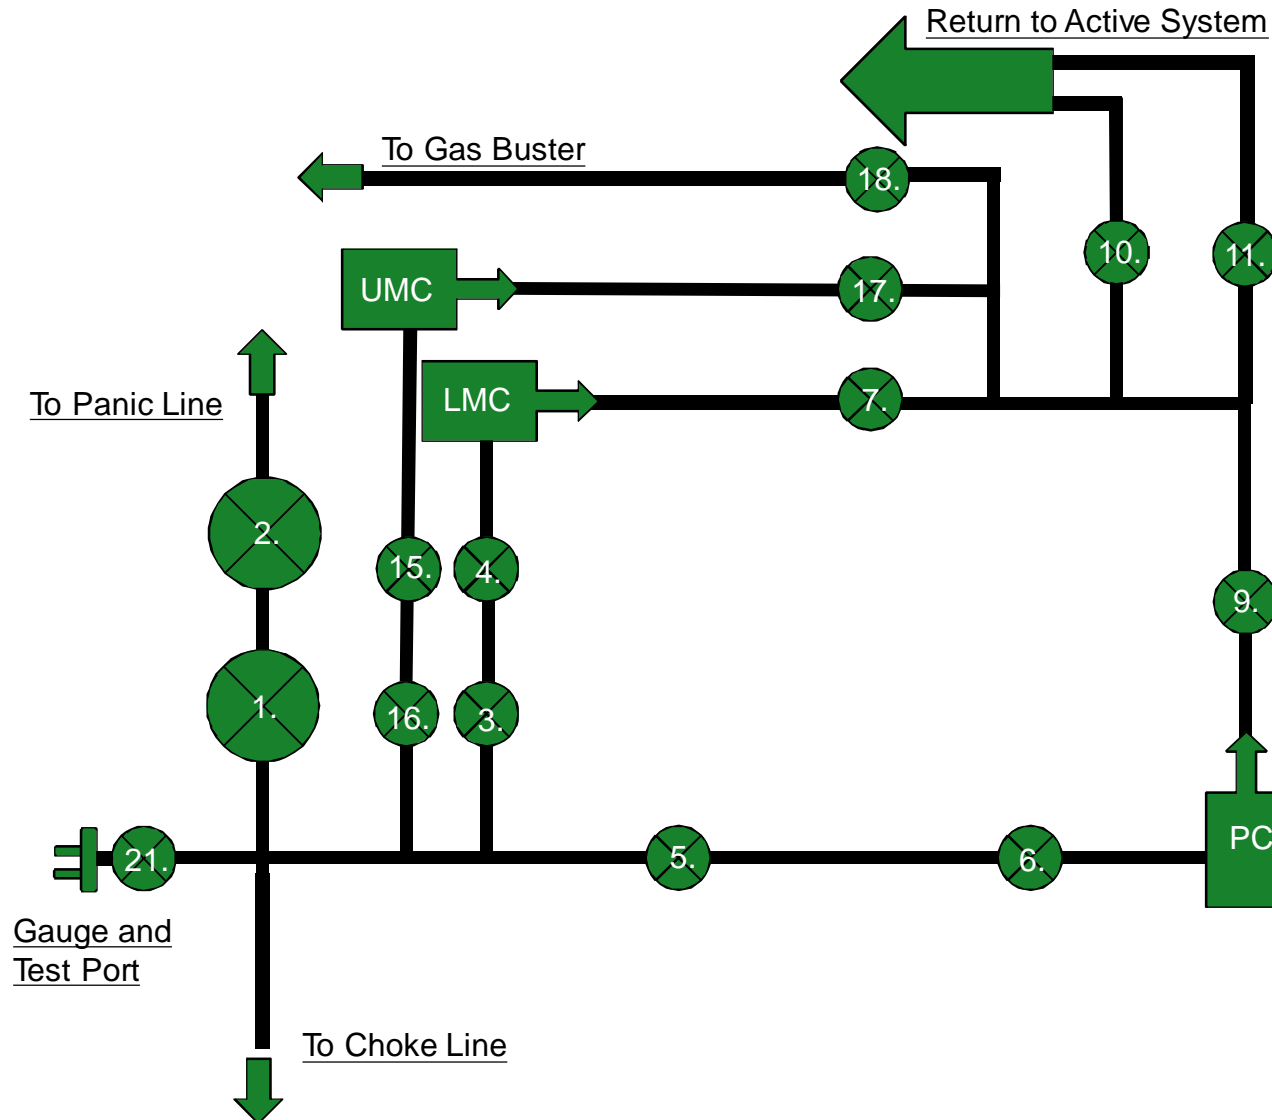 Return to Active System
To Gas Buster
18.
10.
11.
UMC
17.
To Panic Line
LMC
7.
2.
15.
4.
9.
1.
16.
3.
PC
21.
5.
6.
Gauge and
Test Port
To Choke Line